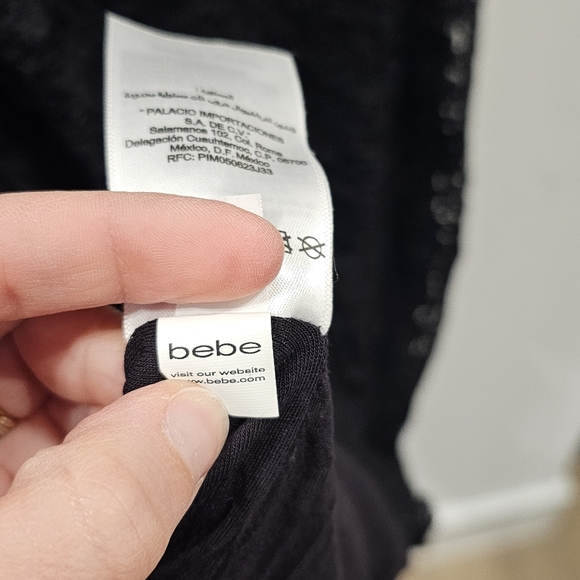 "PALACIO IMPORTACIONES
S.A. DE C.V."
Salamanca 102, Col. Roma
Delegación Cuauhtemoc, C.P. 06700
México, D.F. México
RFC: PIM050623J33
bebe
visit our website
w.bebe.com